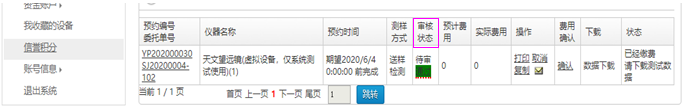 资金账户
我收藏的设备
信誉积分
账号信息
退出系统
预约编号 委托单号 仪器名称 预约时间 测样方式 审核状态 预计费用 实际费用 操作 费用确认 下载 状态
YP202000030 SJ20200004-102 天文望远镜(虚拟设备，仅系统测试使用)(1) 期望2020/6/4 0:00:00 前完成 送样检测 待审 0 0 打印 取消 复制 确认 数据下载 已经缴费 请下载测试数据
当前 1 / 1 页 首页 上一页 1 下一页 尾页 1 跳转